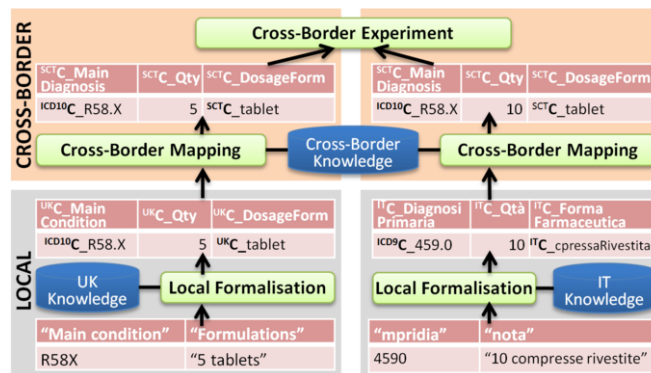 Cross-Border Experiment
CROSS-BORDER
SCTC_Main Diagnosis SCTC_Qty SCTC_DosageForm
ICD10C_R58.X 5 SCTC_tablet
SCTC_Main Diagnosis SCTC_Qty SCTC_DosageForm
ICD10C_R58.X 10 SCTC_tablet
Cross-Border Mapping
Cross-Border Knowledge
Cross-Border Mapping
LOCAL
UKC_Main Condition UKC_Qty UKC_DosageForm
ICD10C_R58.X 5 UKC_tablet
ITC_Diagnosi Primaria ITC_Qtà ITC_Forma Farmaceutica
ICD9C_459.0 10 ITC_cpressaRivestita
UK Knowledge
Local Formalisation
Local Formalisation
IT Knowledge
“Main condition” “Formulations”
R58X “5 tablets”
“mpridia” “nota”
4590 “10 compresse rivestite”